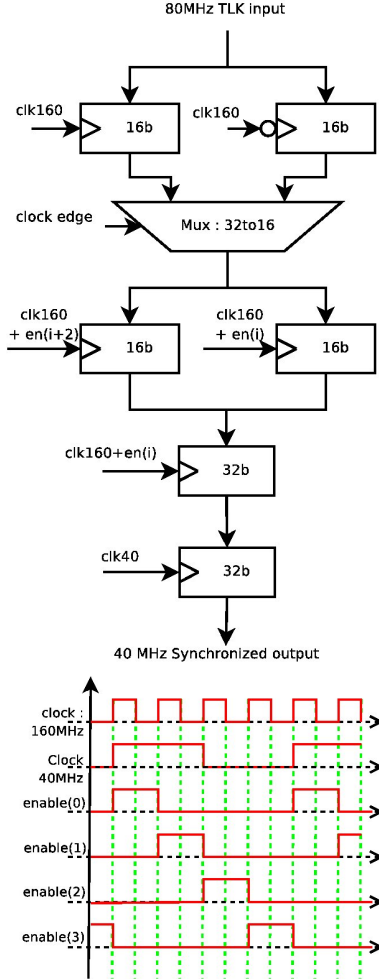 80MHz TLK input
clk160
clk160
16b
16b
clock edge
Mux : 32to16
clk160
+ en(i+2)
clk160
+ en(i)
16b
16b
clk160+en(i)
32b
clk40
32b
40 MHz Synchronized output
clock :
160MHz
Clock
40MHz
enable(0)
enable(1)
enable(2)
enable(3)